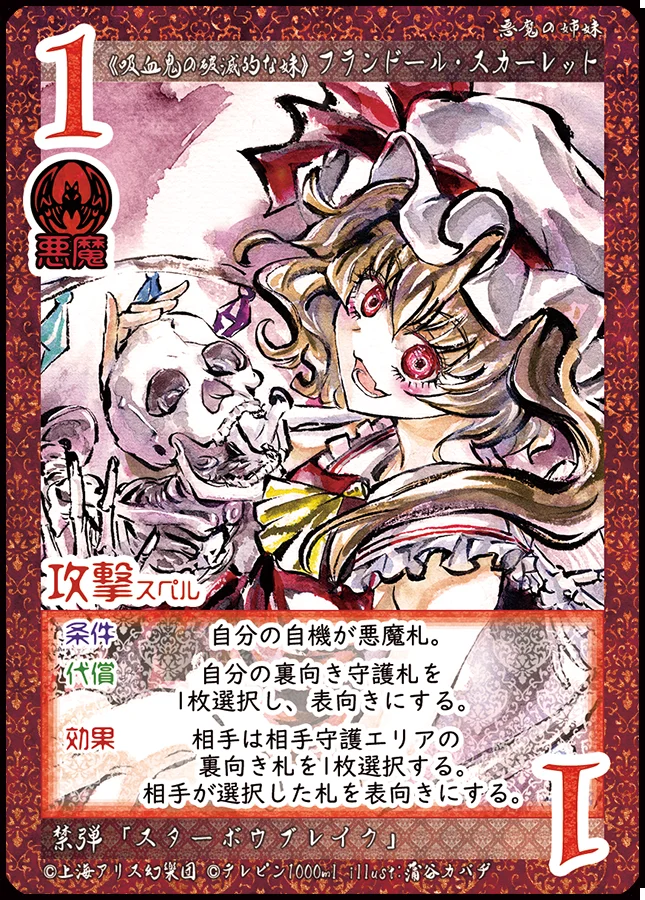 悪魔の姉妹
1
《吸血鬼の破滅的な妹》フランドール・スカーレット
悪魔
攻撃スペル
条件 自分の自機が悪魔札。
代償 自分の裏向き守護札を
1枚選択し、表向きにする。
効果 相手は相手守護エリアの
裏向き札を1枚選択する。
相手が選択した札を表向きにする。
1
禁弾「スターボウブレイク」
©上海アリス幻樂団 ©テレピン1000ml illust:蒲谷カバヂ